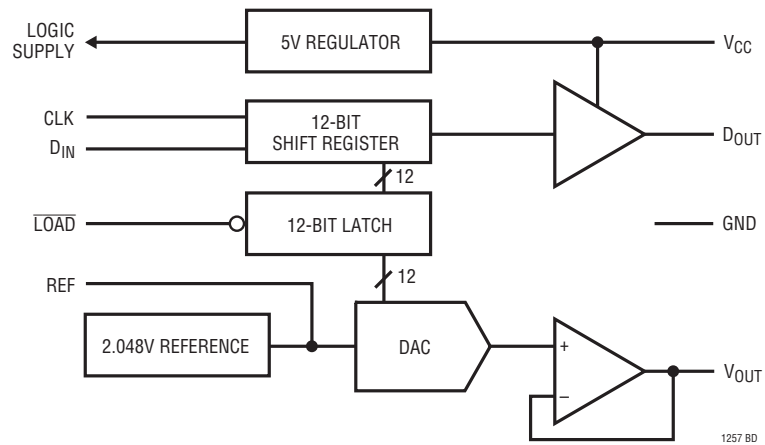 LOGIC
SUPPLY
5V REGULATOR
VCC
CLK
DIN
12-BIT
SHIFT REGISTER
DOUT
12
LOAD
12-BIT LATCH
GND
12
REF
2.048V REFERENCE
DAC
+
–
VOUT
1257 BD